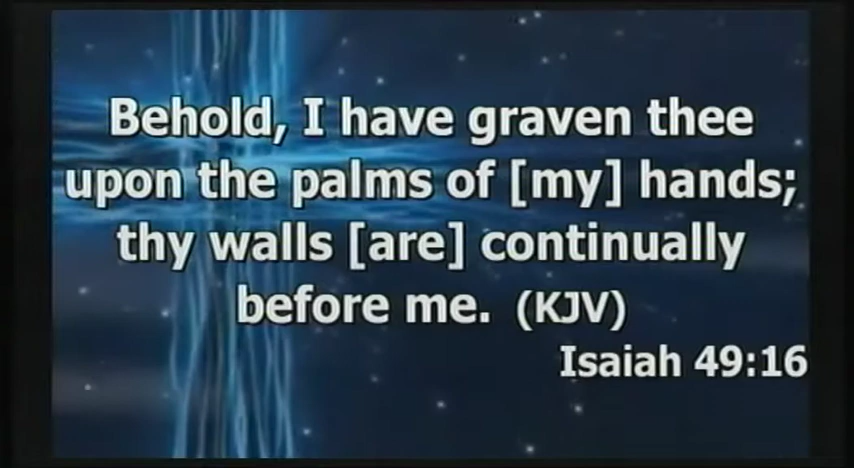 Behold, I have graven thee
upon the palms of [my] hands;
thy walls [are] continually
before me. (KJV)
Isaiah 49:16